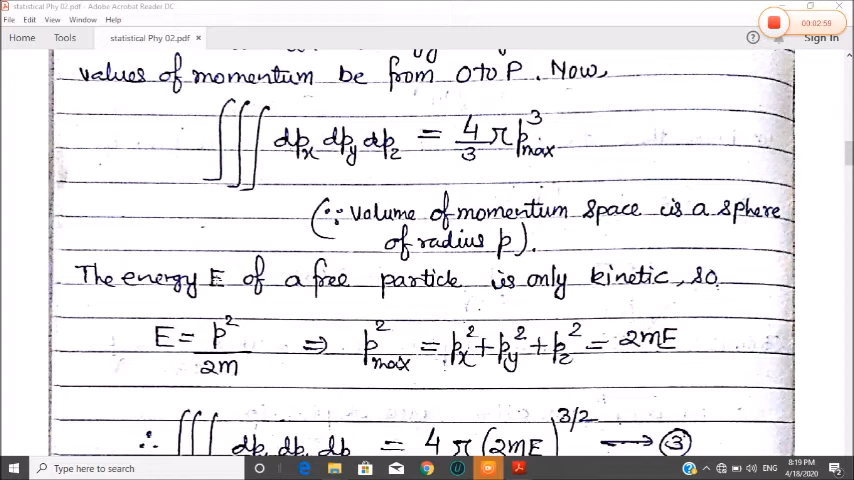 statistical Phy 02.pdf - Adobe Acrobat Reader DC
File Edit View Window Help
00:02:59
Home Tools statistical Phy 02.pdf × Sign In
values of momentum be from 0 to P. Now,
∭ dpx dpy dpz = 4/3 π p³max
(∵ volume of momentum space is a sphere
of radius p).
The energy E of a free particle is only kinetic, so
E = p²/2m ⇒ p²max = px² + py² + pz² = 2mE
∴ ∭ dpx dpy dp = 4 π (2mE)^3/2 → ③
Type here to search
ENG
8:19 PM
4/18/2020
2